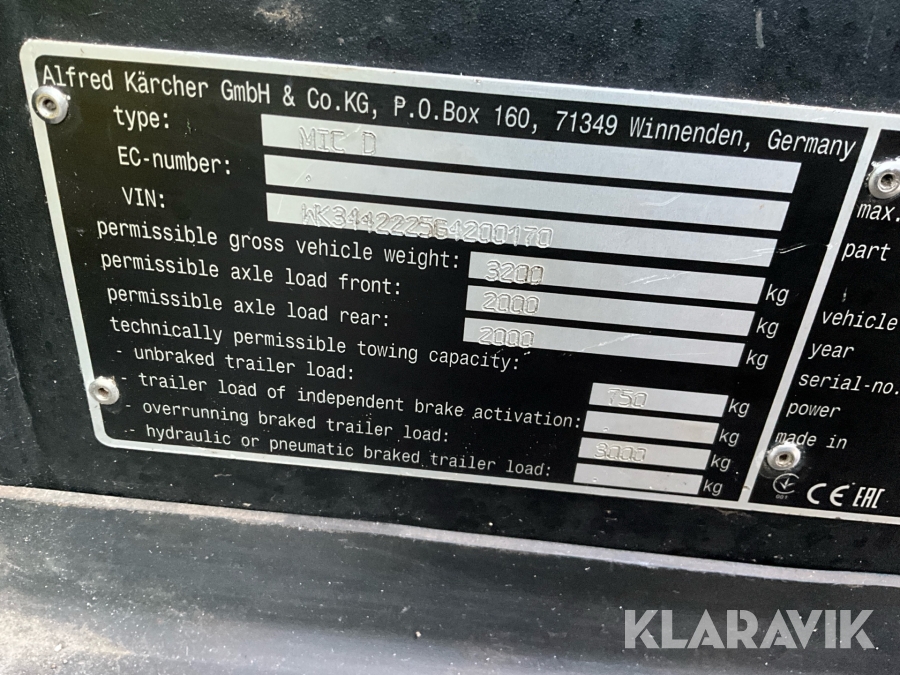 Alfred Kärcher GmbH & Co.KG, P.O.Box 160, 71349 Winnenden, Germany
type: MIC D
EC-number: .
VIN: WK3442222564200170
permissible gross vehicle weight: 3200 kg
permissible axle load front: 2000 kg
permissible axle load rear: 2000 kg
technically permissible towing capacity:
- unbraked trailer load: 750 kg
- trailer load of independent brake activation: . kg
- overrunning braked trailer load: 3000 kg
- hydraulic or pneumatic braked trailer load: kg
max.
part
vehicle
year
serial-no.
power
made in
CE EAC
KLARAVIK